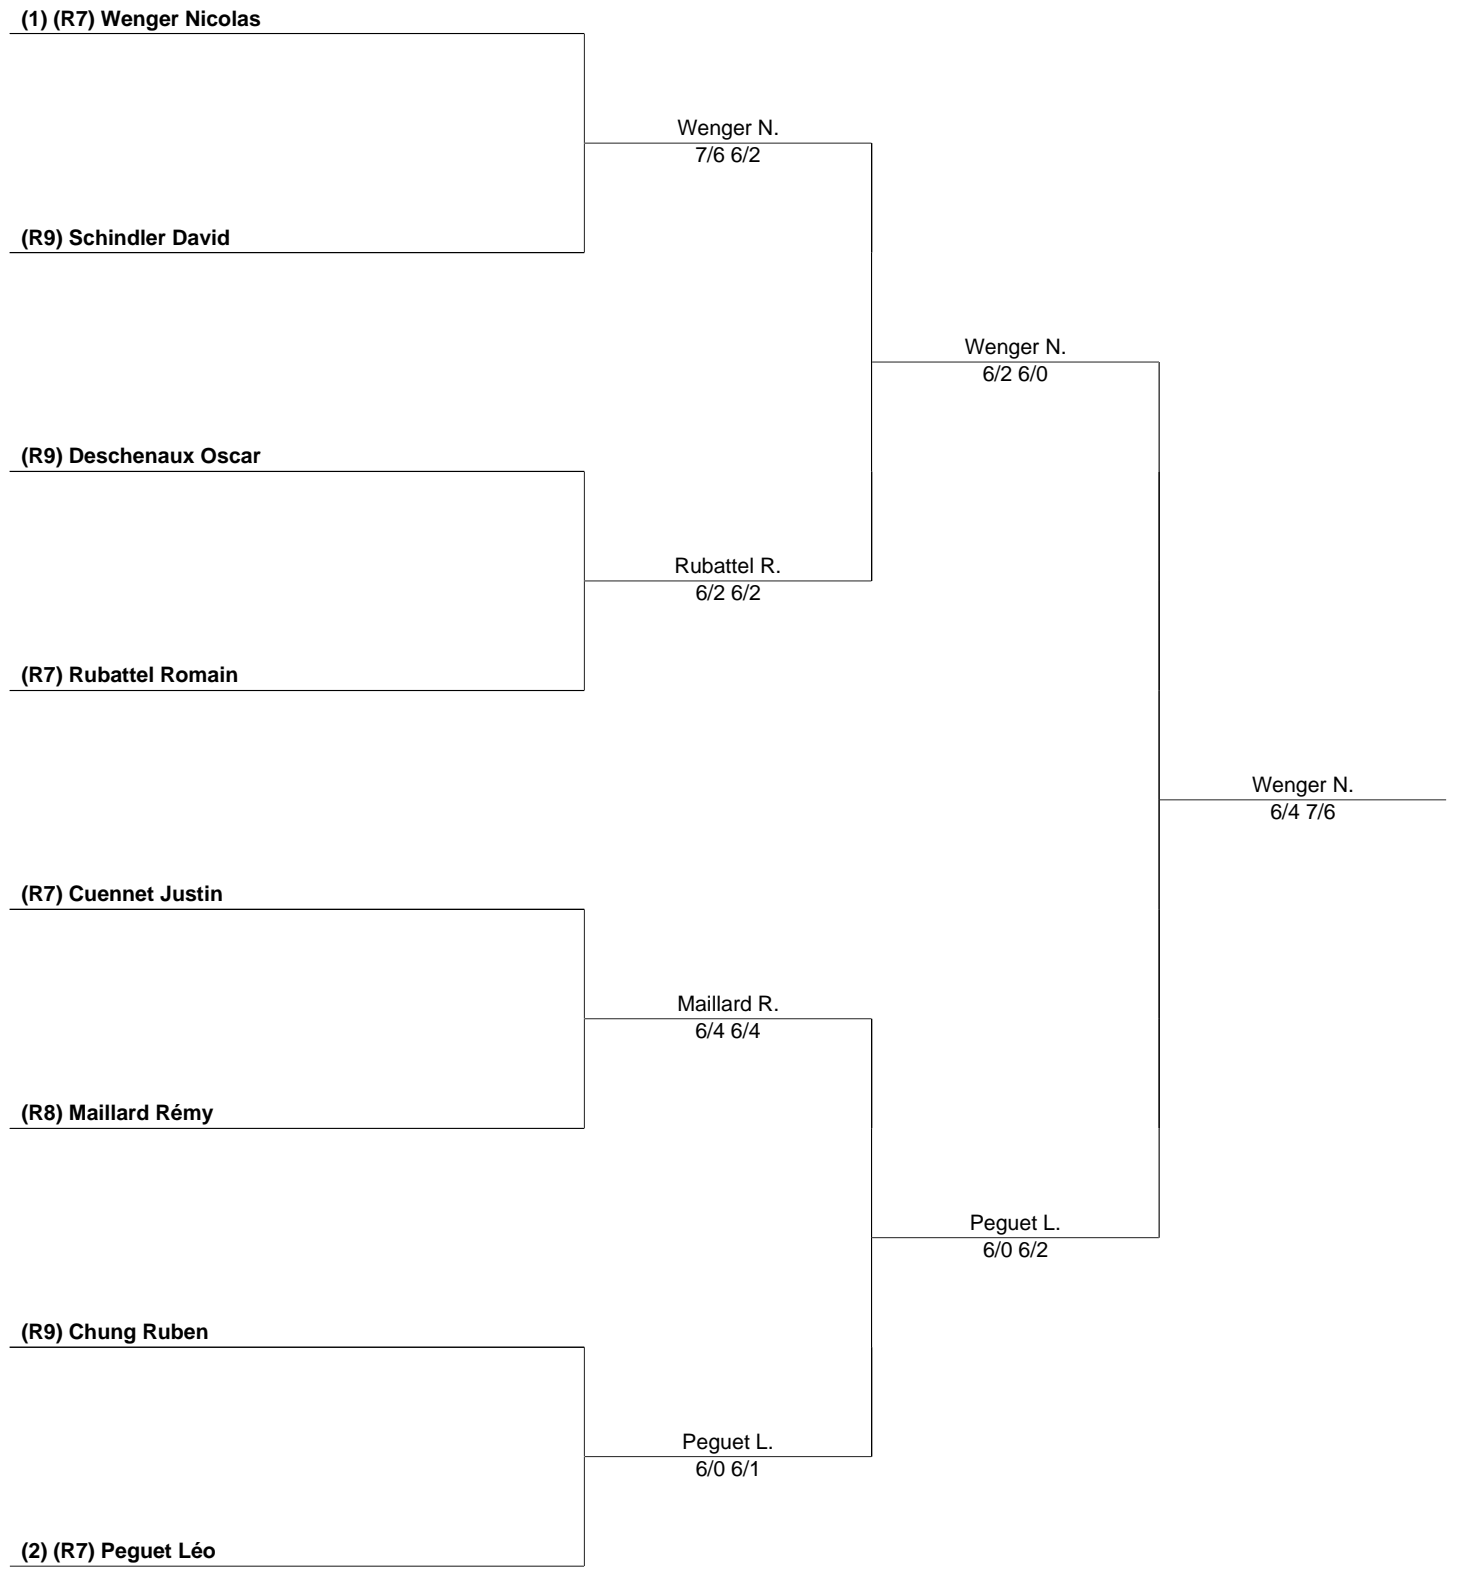 (1) (R7) Wenger Nicolas
Wenger N.
7/6 6/2
(R9) Schindler David
Wenger N.
6/2 6/0
(R9) Deschenaux Oscar
Rubattel R.
6/2 6/2
(R7) Rubattel Romain
Wenger N.
6/4 7/6
(R7) Cuennet Justin
Maillard R.
6/4 6/4
(R8) Maillard Rémy
Peguet L.
6/0 6/2
(R9) Chung Ruben
Peguet L.
6/0 6/1
(2) (R7) Peguet Léo